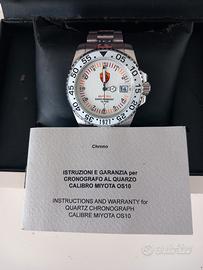 1971
Chrono
ISTRUZIONI E GARANZIA per
CRONOGRAFO AL QUARZO
CALIBRO MIYOTA OS10
INSTRUCTIONS AND WARRANTY for
QUARTZ CHRONOGRAPH
CALIBRE MIYOTA OS10
subito